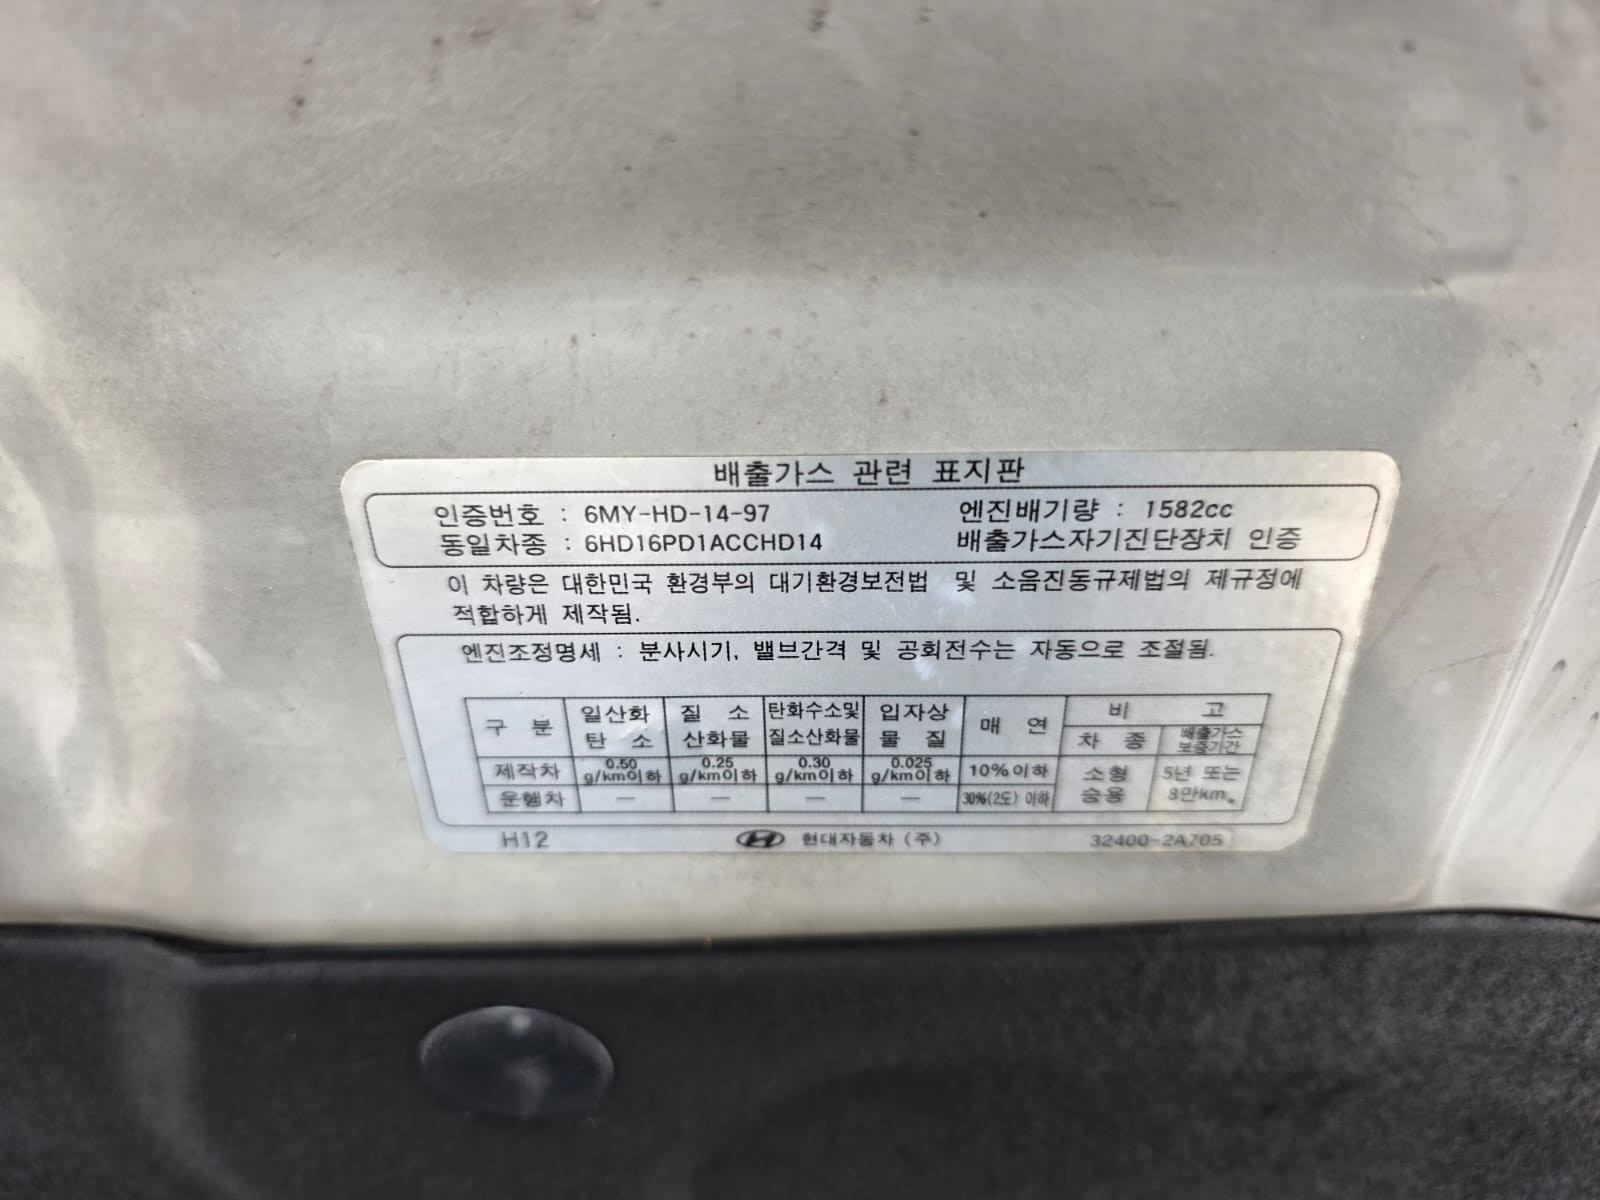 배출가스 관련 표지판
인증번호 : 6MY-HD-14-97 엔진배기량 : 1582cc
동일차종 : 6HD16PD1ACCHD14 배출가스자기진단장치 인증
이 차량은 대한민국 환경부의 대기환경보전법 및 소음진동규제법의 제규정에
적합하게 제작됨.
엔진조정명세 : 분사시기, 밸브간격 및 공회전수는 자동으로 조절됨.
구 분 일산화 탄 소 질 소 산화물 탄화수소및 질소산화물 입자상 물 질 매 연 비 고
차 종 배출가스 보증기간
제작차 0.50 g/km이하 0.25 g/km이하 0.30 g/km이하 0.025 g/km이하 10%이하 소형 승용 5년 또는 8만km.
운행차 — — — — 30%(2도) 이하
H12 현대자동차 (주) 32400-2A705